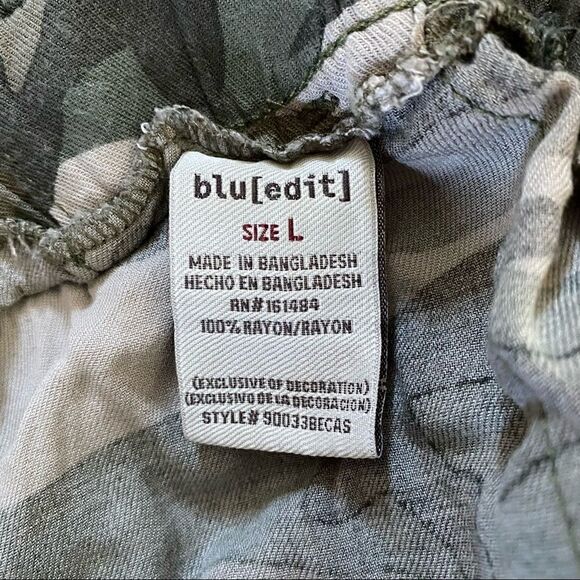 blu[edit]
SIZE L
MADE IN BANGLADESH
HECHO EN BANGLADESH
RN#161484
100% RAYON/RAYON
(EXCLUSIVE OF DECORATION)
(EXCLUSIVO DE LA DECORACION)
STYLE# 90033BECAS